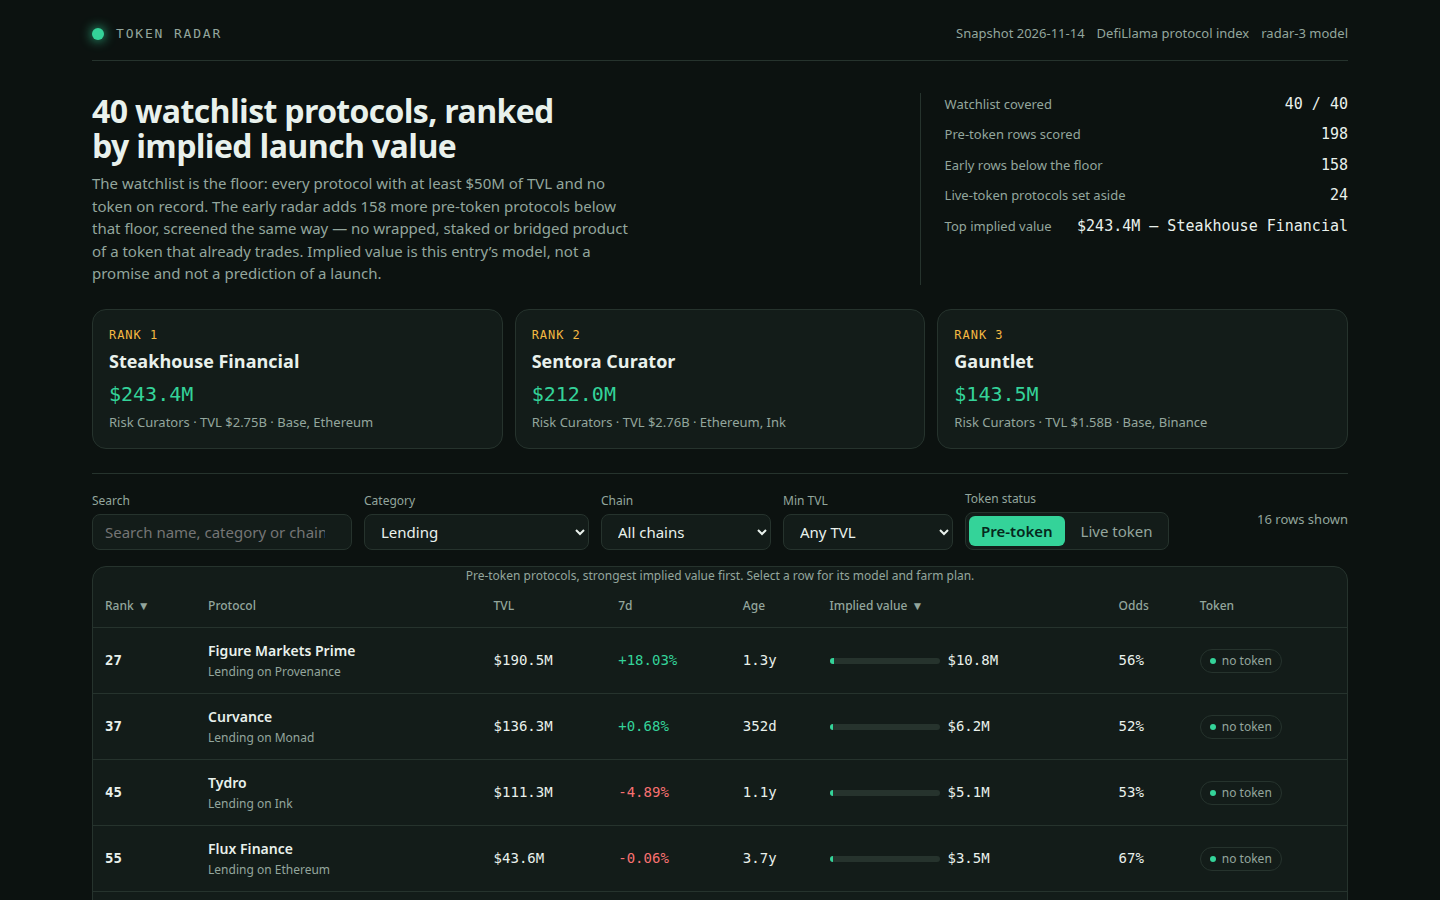 TOKEN RADAR
Snapshot 2026-11-14 DefiLlama protocol index radar-3 model
40 watchlist protocols, ranked
by implied launch value
The watchlist is the floor: every protocol with at least $50M of TVL and no
token on record. The early radar adds 158 more pre-token protocols below
that floor, screened the same way — no wrapped, staked or bridged product
of a token that already trades. Implied value is this entry's model, not a
promise and not a prediction of a launch.
Watchlist covered 40 / 40
Pre-token rows scored 198
Early rows below the floor 158
Live-token protocols set aside 24
Top implied value $243.4M — Steakhouse Financial
RANK 1
Steakhouse Financial
$243.4M
Risk Curators · TVL $2.75B · Base, Ethereum
RANK 2
Sentora Curator
$212.0M
Risk Curators · TVL $2.76B · Ethereum, Ink
RANK 3
Gauntlet
$143.5M
Risk Curators · TVL $1.58B · Base, Binance
Search Category Chain Min TVL Token status
Search name, category or chain Lending All chains Any TVL Pre-token Live token 16 rows shown
Pre-token protocols, strongest implied value first. Select a row for its model and farm plan.
Rank ▼ Protocol TVL 7d Age Implied value ▼ Odds Token
27 Figure Markets Prime $190.5M +18.03% 1.3y $10.8M 56% no token
Lending on Provenance
37 Curvance $136.3M +0.68% 352d $6.2M 52% no token
Lending on Monad
45 Tydro $111.3M -4.89% 1.1y $5.1M 53% no token
Lending on Ink
55 Flux Finance $43.6M -0.06% 3.7y $3.5M 67% no token
Lending on Ethereum